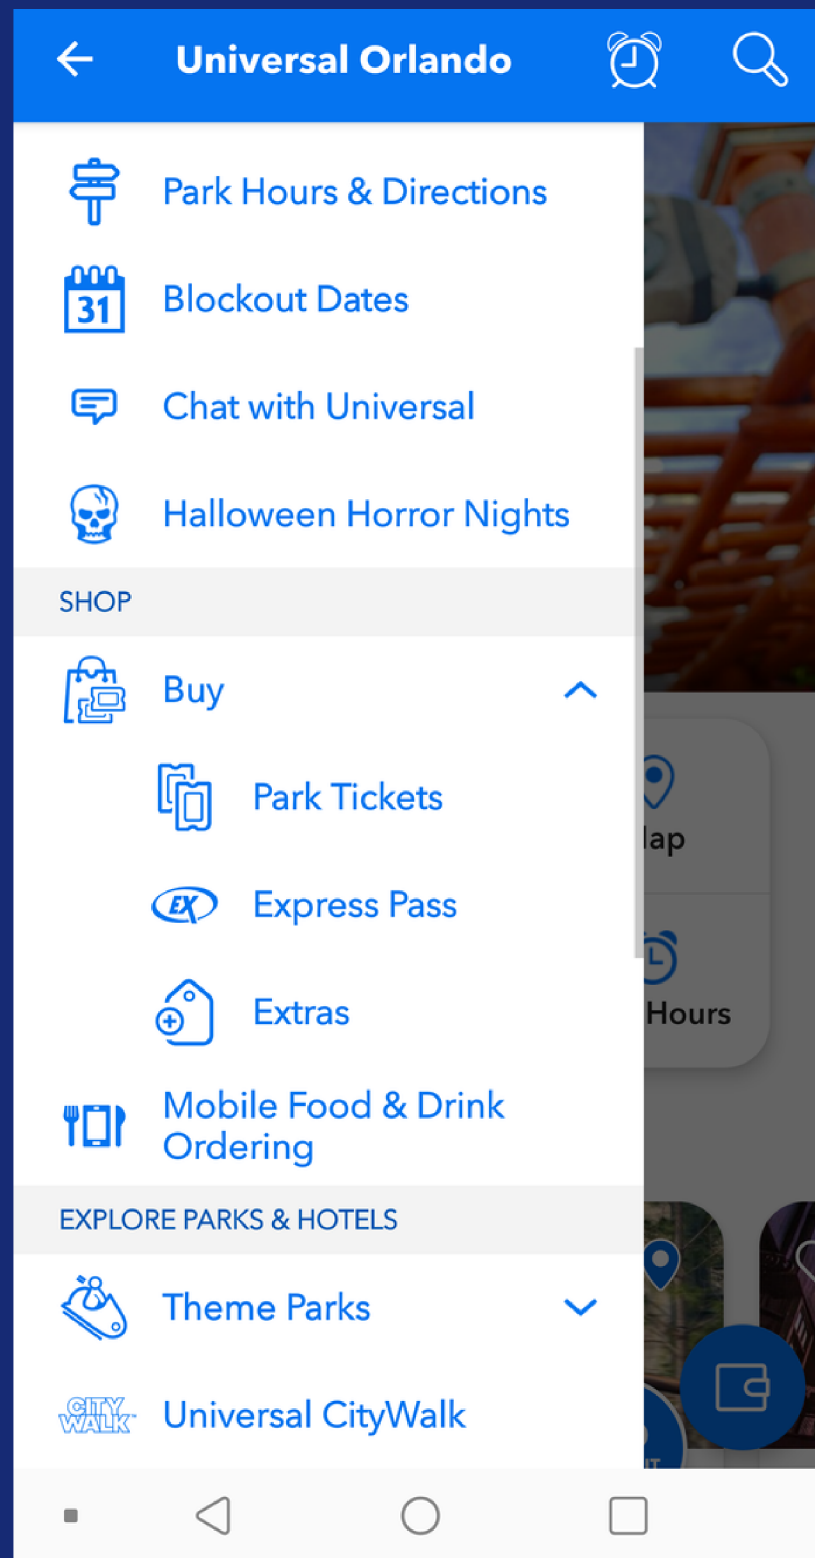 Universal Orlando
Park Hours & Directions
31
Blockout Dates
Chat with Universal
Halloween Horror Nights
SHOP
Buy
Park Tickets
EX
Express Pass
Extras
Mobile Food & Drink
Ordering
EXPLORE PARKS & HOTELS
Theme Parks
CITY
WALK
Universal CityWalk
Hours